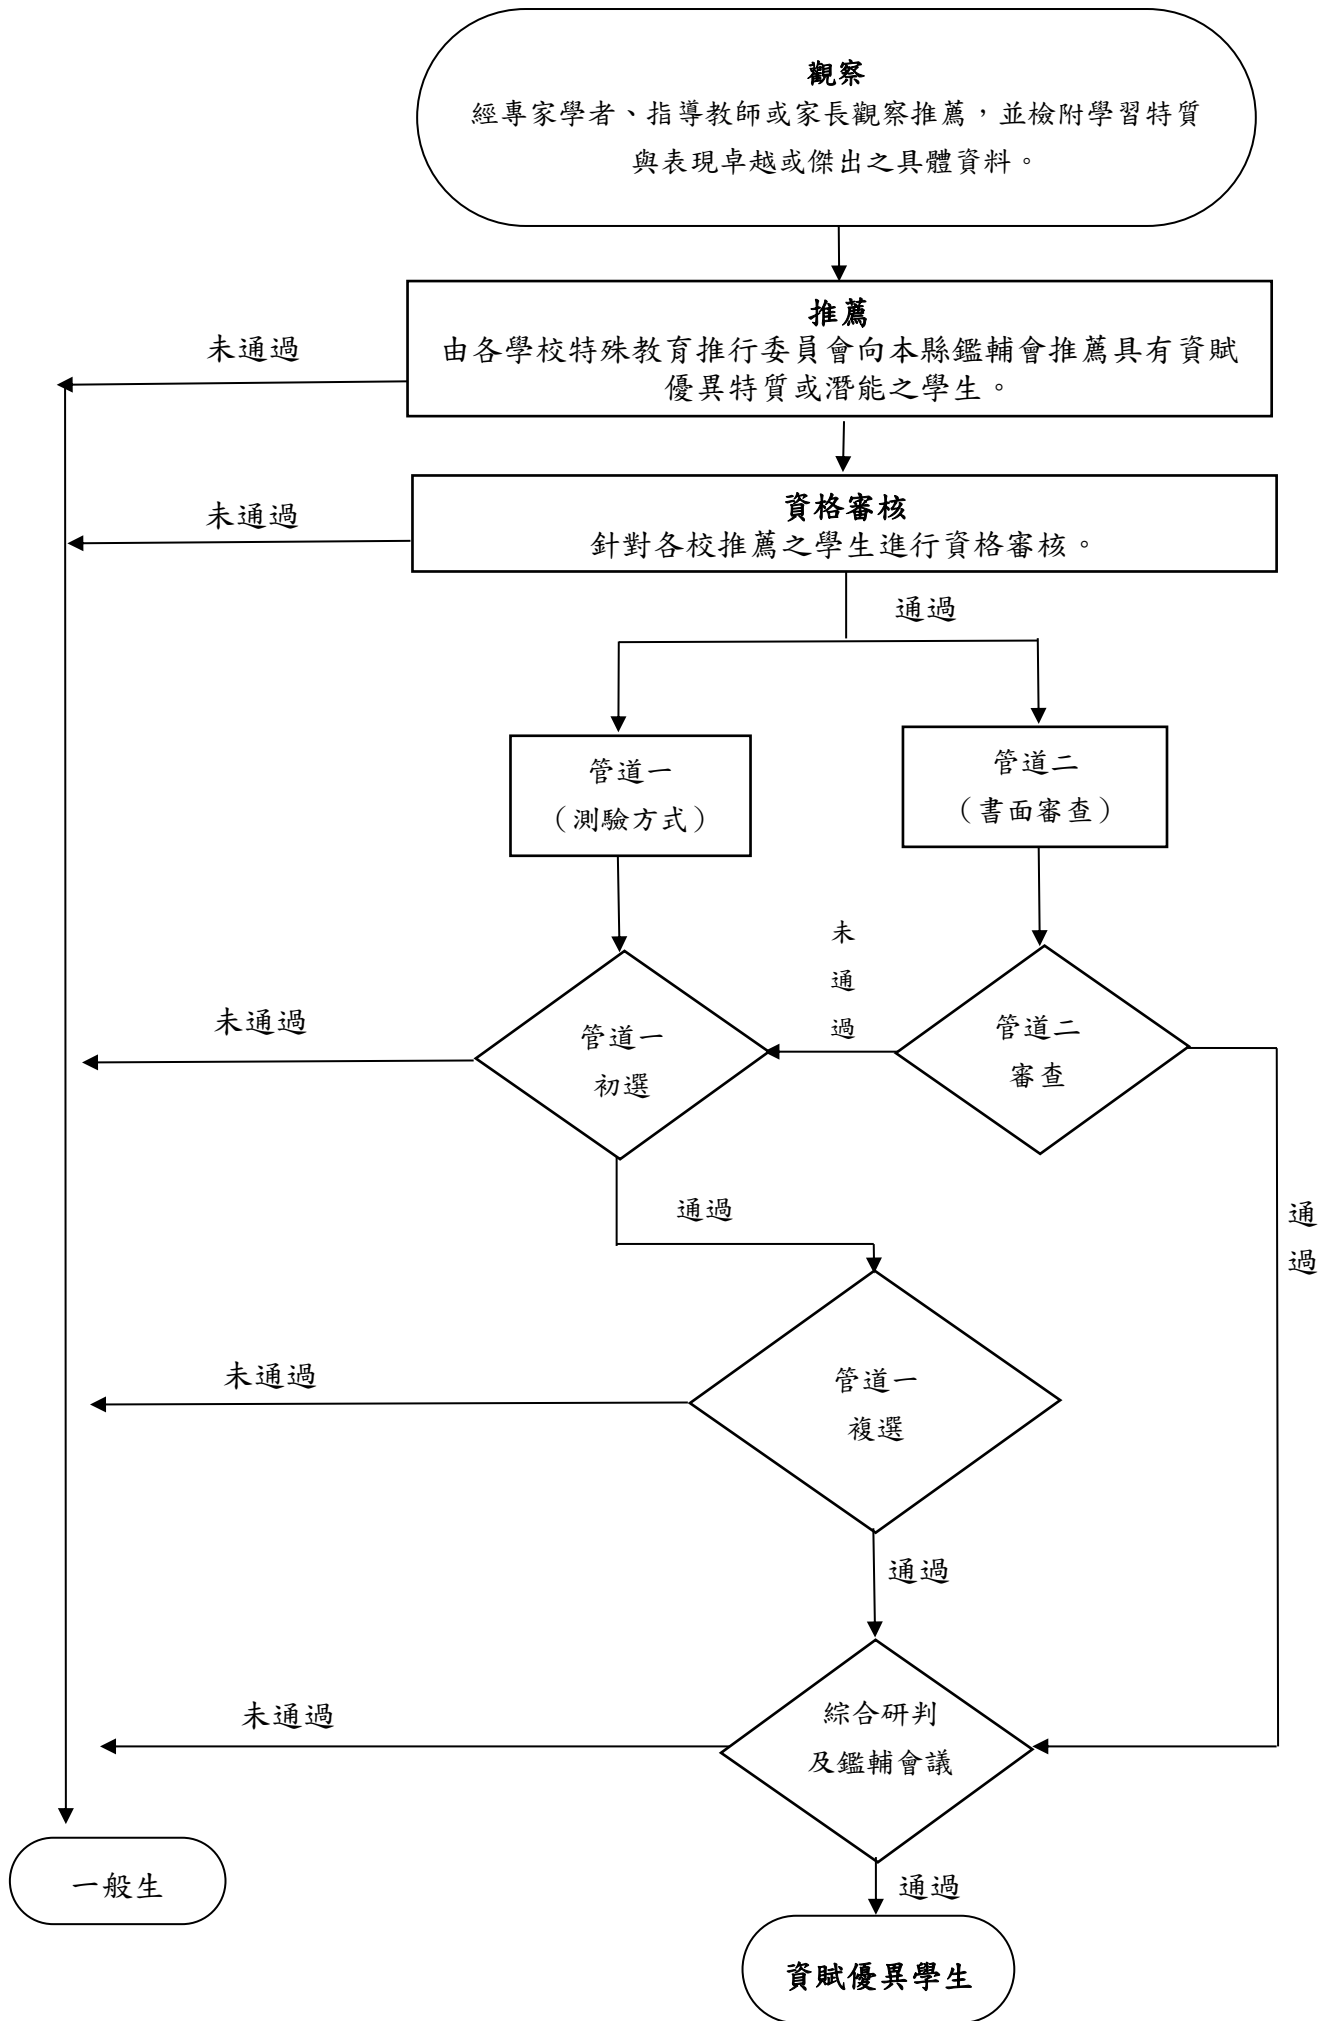 觀察
經專家學者、指導教師或家長觀察推薦，並檢附學習特質
與表現卓越或傑出之具體資料。
推薦
由各學校特殊教育推行委員會向本縣鑑輔會推薦具有資賦
優異特質或潛能之學生。
未通過
資格審核
針對各校推薦之學生進行資格審核。
未通過
通過
管道一
（測驗方式）
管道二
（書面審查）
未
通
過
管道一
初選
管道二
審查
未通過
通過
通
過
管道一
複選
未通過
通過
綜合研判
及鑑輔會議
未通過
一般生
通過
資賦優異學生